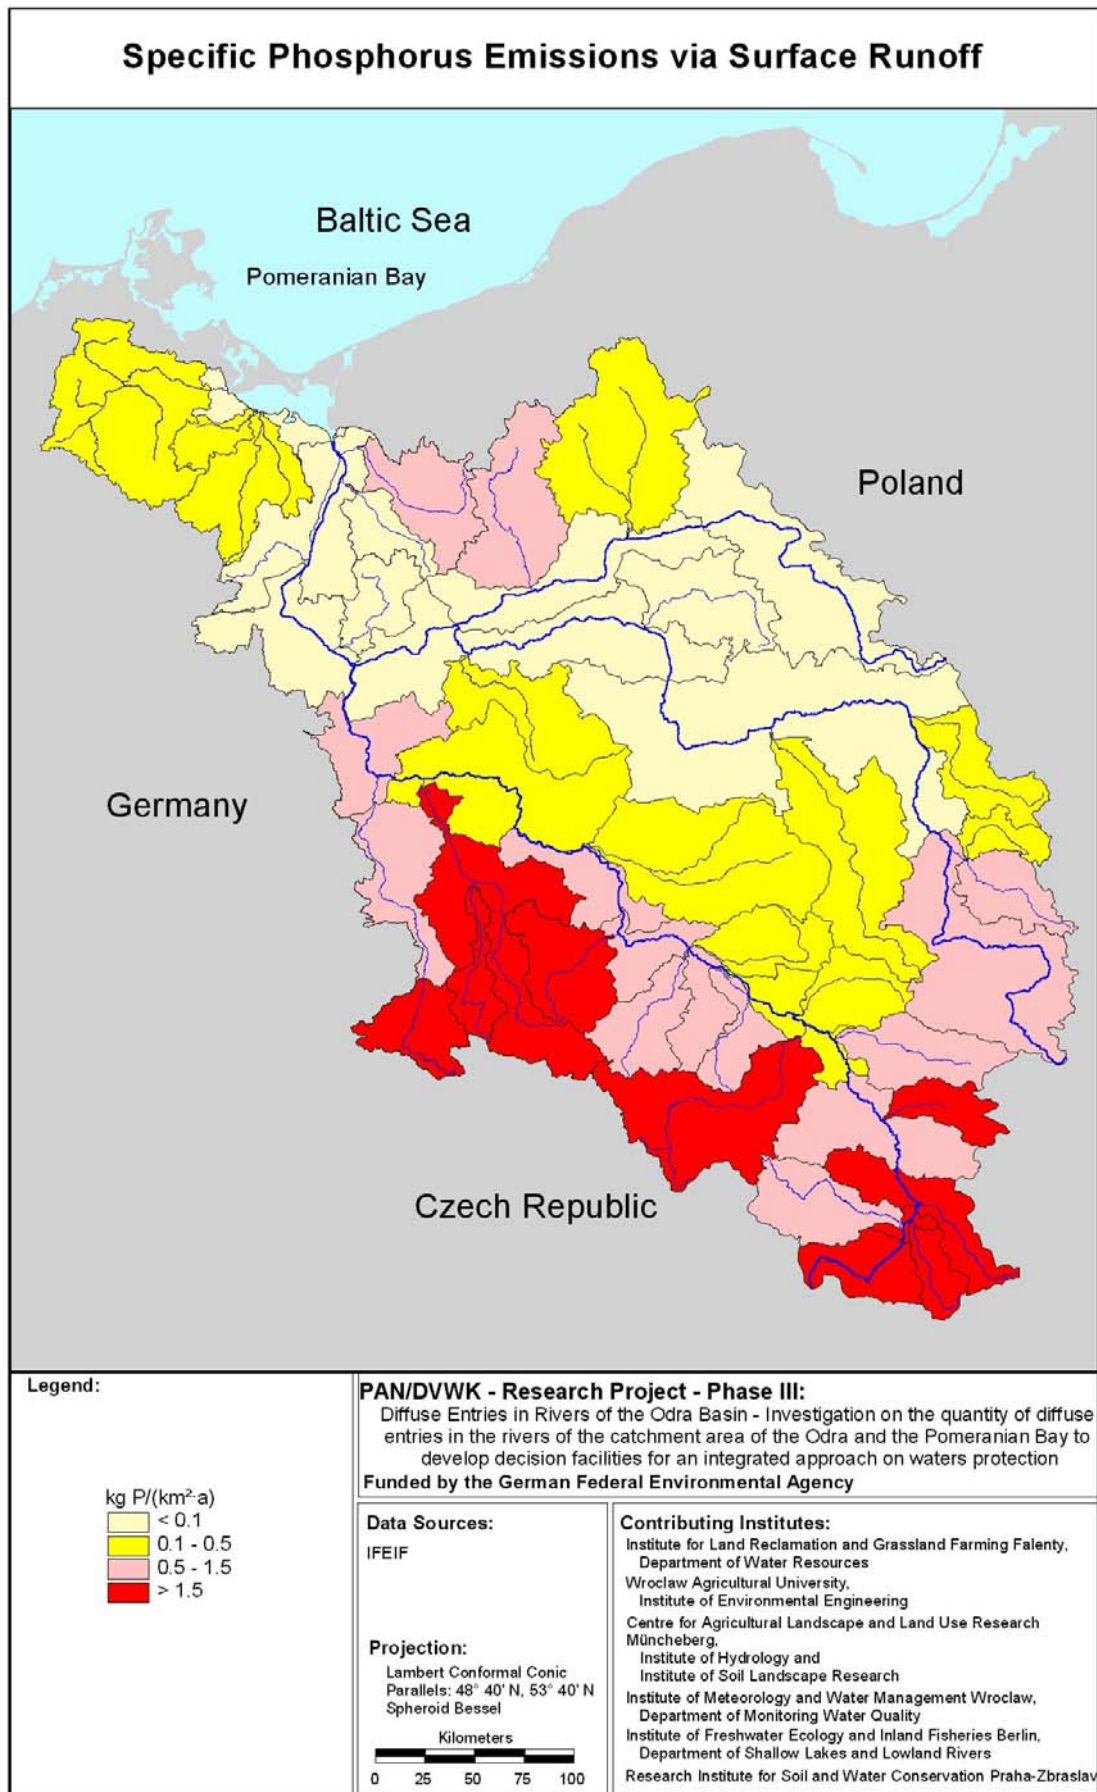 Specific Phosphorus Emissions via Surface Runoff
Baltic Sea
Pomeranian Bay
Poland
Germany
Czech Republic
Legend:
kg P/(km²·a)
< 0.1
0.1 - 0.5
0.5 - 1.5
> 1.5
PAN/DVWK - Research Project - Phase III:
Diffuse Entries in Rivers of the Odra Basin - Investigation on the quantity of diffuse
entries in the rivers of the catchment area of the Odra and the Pomeranian Bay to
develop decision facilities for an integrated approach on waters protection
Funded by the German Federal Environmental Agency
Data Sources:
IFEIF
Projection:
Lambert Conformal Conic
Parallels: 48° 40' N, 53° 40' N
Spheroid Bessel
Kilometers
0 25 50 75 100
Contributing Institutes:
Institute for Land Reclamation and Grassland Farming Falenty,
Department of Water Resources
Wroclaw Agricultural University,
Institute of Environmental Engineering
Centre for Agricultural Landscape and Land Use Research
Müncheberg,
Institute of Hydrology and
Institute of Soil Landscape Research
Institute of Meteorology and Water Management Wroclaw,
Department of Monitoring Water Quality
Institute of Freshwater Ecology and Inland Fisheries Berlin,
Department of Shallow Lakes and Lowland Rivers
Research Institute for Soil and Water Conservation Praha-Zbraslav